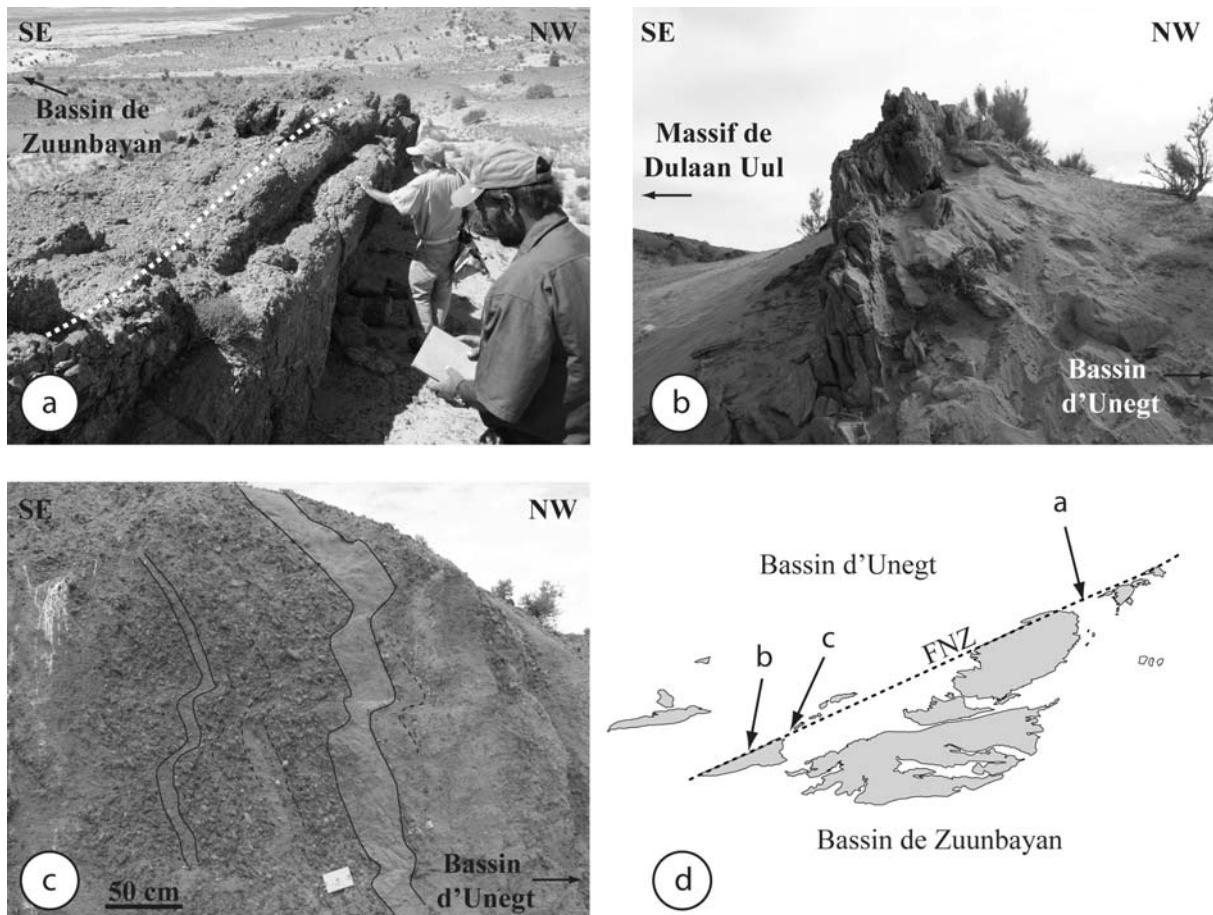 SE
NW
Bassin de
Zuunbayan
a
SE
NW
Massif de
Dulaan Uul
Bassin
d'Unegt
b
SE
NW
Bassin
d'Unegt
50 cm
c
a
Bassin d'Unegt
c
b
FNZ
Bassin de Zuunbayan
d